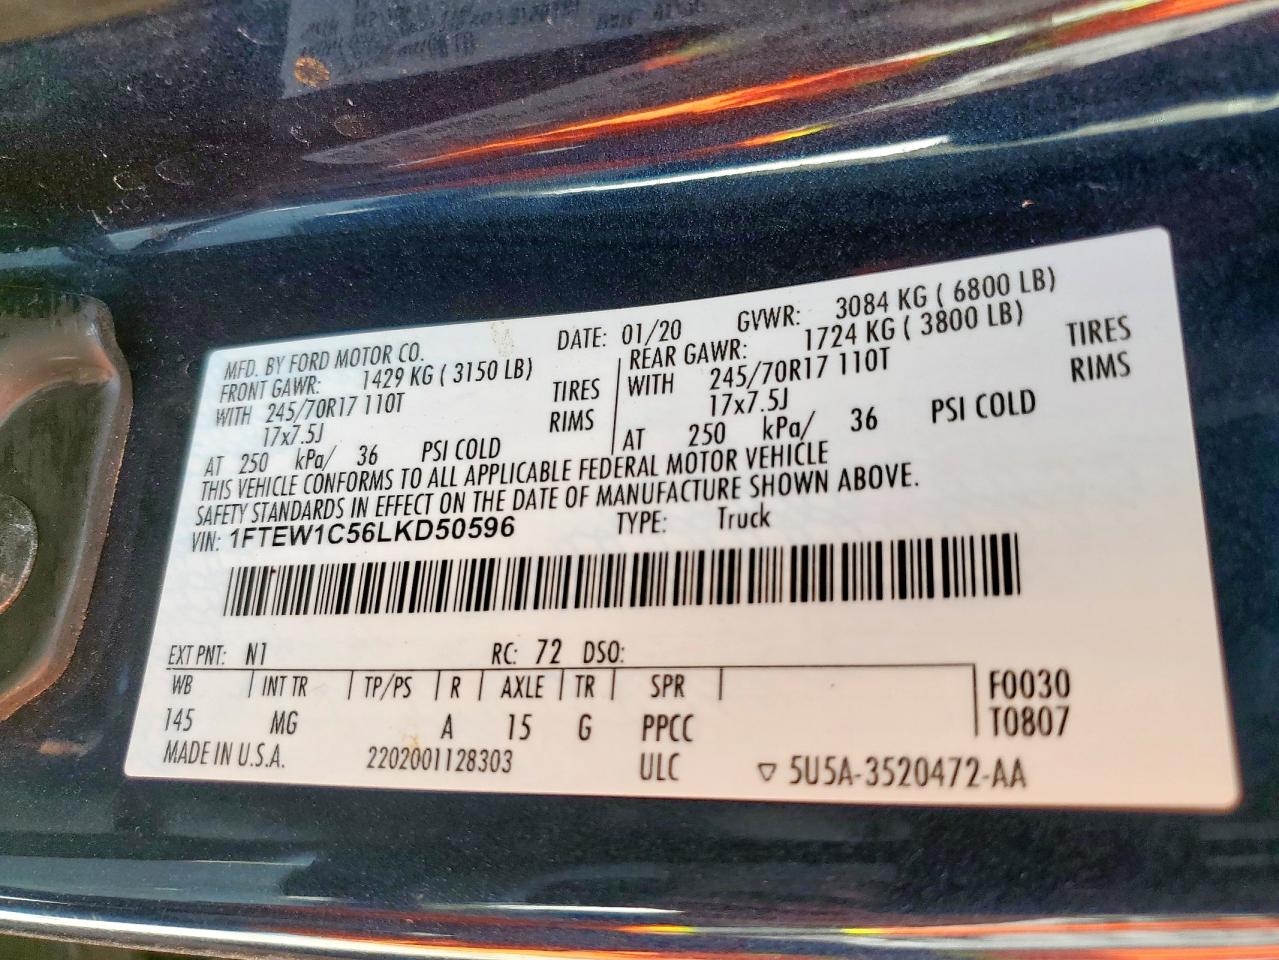 MFD. BY FORD MOTOR CO. DATE: 01/20 GVWR: 3084 KG ( 6800 LB)
FRONT GAWR: 1429 KG ( 3150 LB) REAR GAWR: 1724 KG ( 3800 LB)
WITH 245/70R17 110T TIRES WITH 245/70R17 110T TIRES
17x7.5J RIMS 17x7.5J RIMS
AT 250 kPa/ 36 PSI COLD AT 250 kPa/ 36 PSI COLD
THIS VEHICLE CONFORMS TO ALL APPLICABLE FEDERAL MOTOR VEHICLE
SAFETY STANDARDS IN EFFECT ON THE DATE OF MANUFACTURE SHOWN ABOVE.
VIN: 1FTEW1C56LKD50596 TYPE: Truck
EXT PNT: N1 RC: 72 DSO:
WB INT TR TP/PS R AXLE TR SPR F0030
145 MG A 15 G PPCC T0807
MADE IN U.S.A. 2202001128303 ULC ▽ 5U5A-3520472-AA